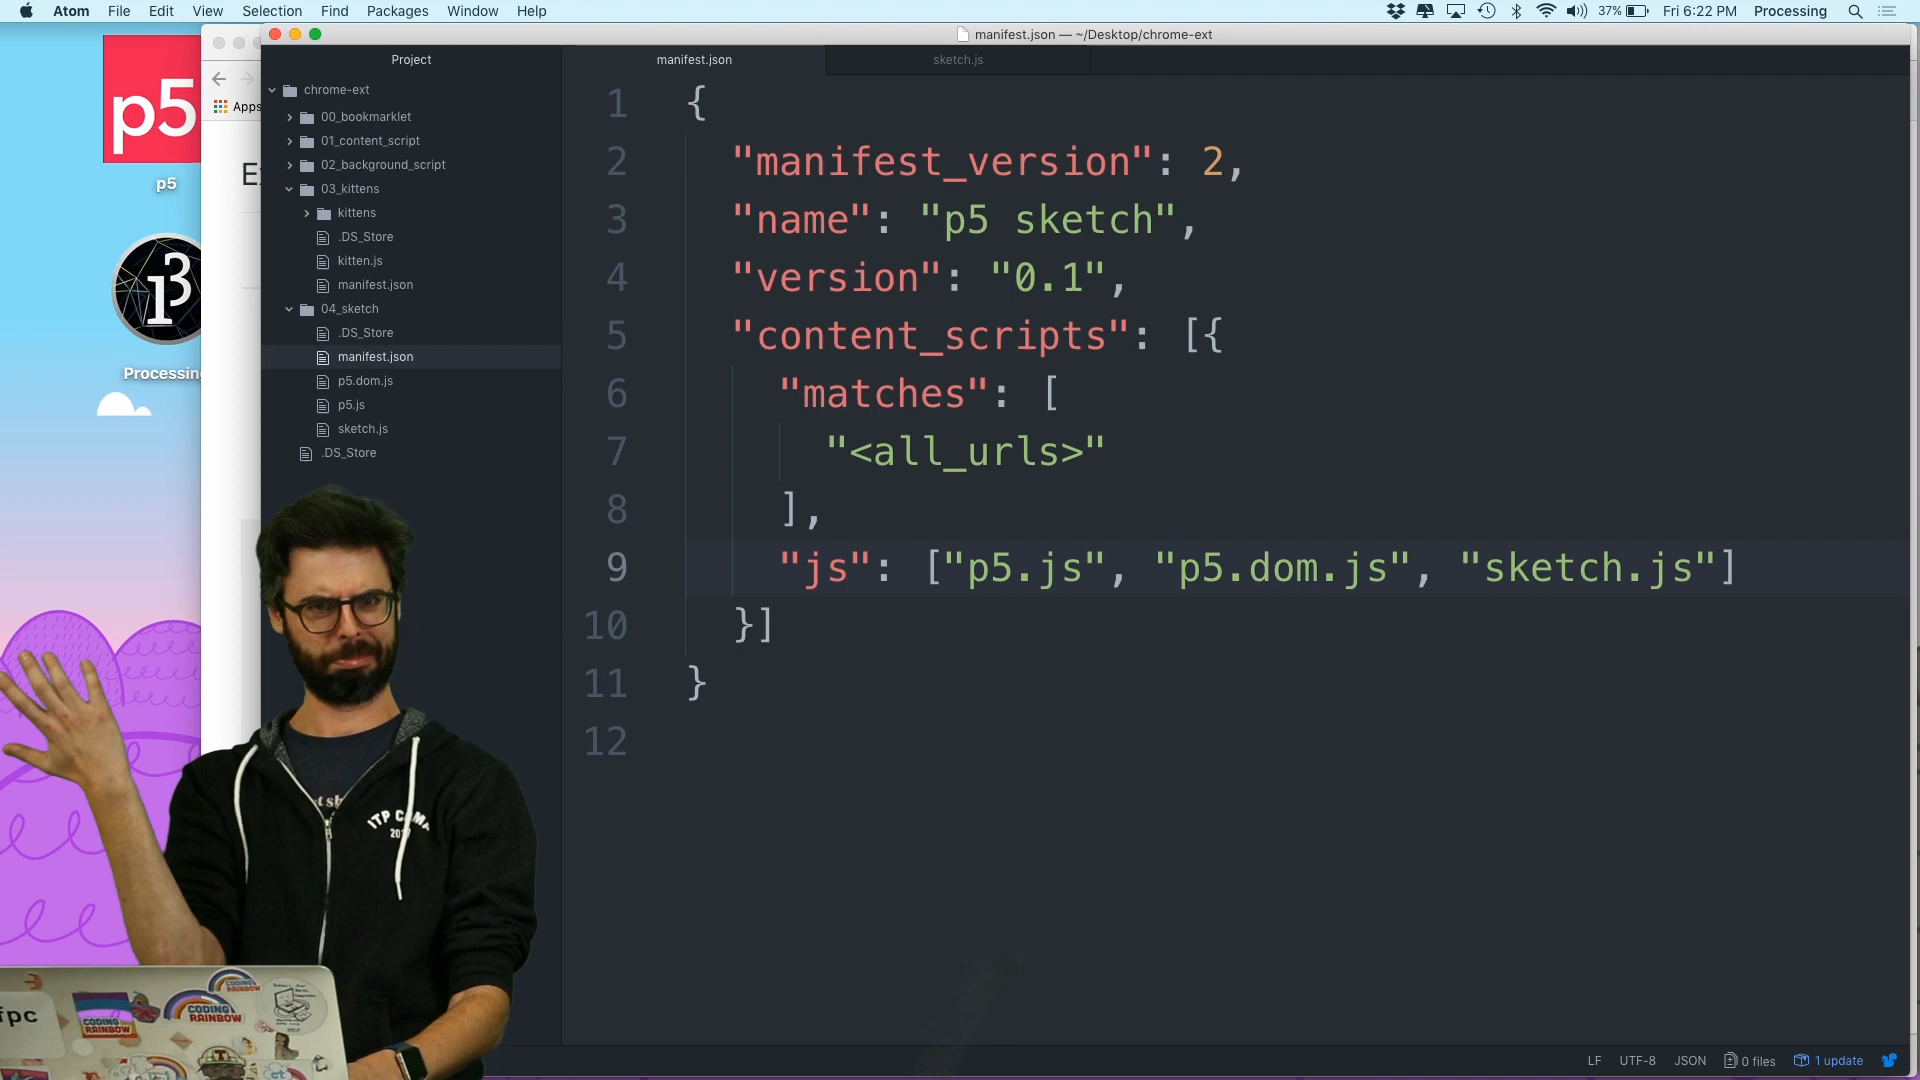 Atom File Edit View Selection Find Packages Window Help
37% Fri 6:22 PM Processing
manifest.json — ~/Desktop/chrome-ext
Project
manifest.json
sketch.js
Apps
p5
p5
Processing
chrome-ext
00_bookmarklet
01_content_script
02_background_script
03_kittens
kittens
.DS_Store
kitten.js
manifest.json
04_sketch
.DS_Store
manifest.json
p5.dom.js
p5.js
sketch.js
.DS_Store
1 {
2 "manifest_version": 2,
3 "name": "p5 sketch",
4 "version": "0.1",
5 "content_scripts": [{
6 "matches": [
7 "<all_urls>"
8 ],
9 "js": ["p5.js", "p5.dom.js", "sketch.js"]
10 }]
11 }
12
ITP CAMP
CODING
RAINBOW
CODING
RAINBOW
CODING
RAINBOW
fpc
LF UTF-8 JSON 0 files 1 update